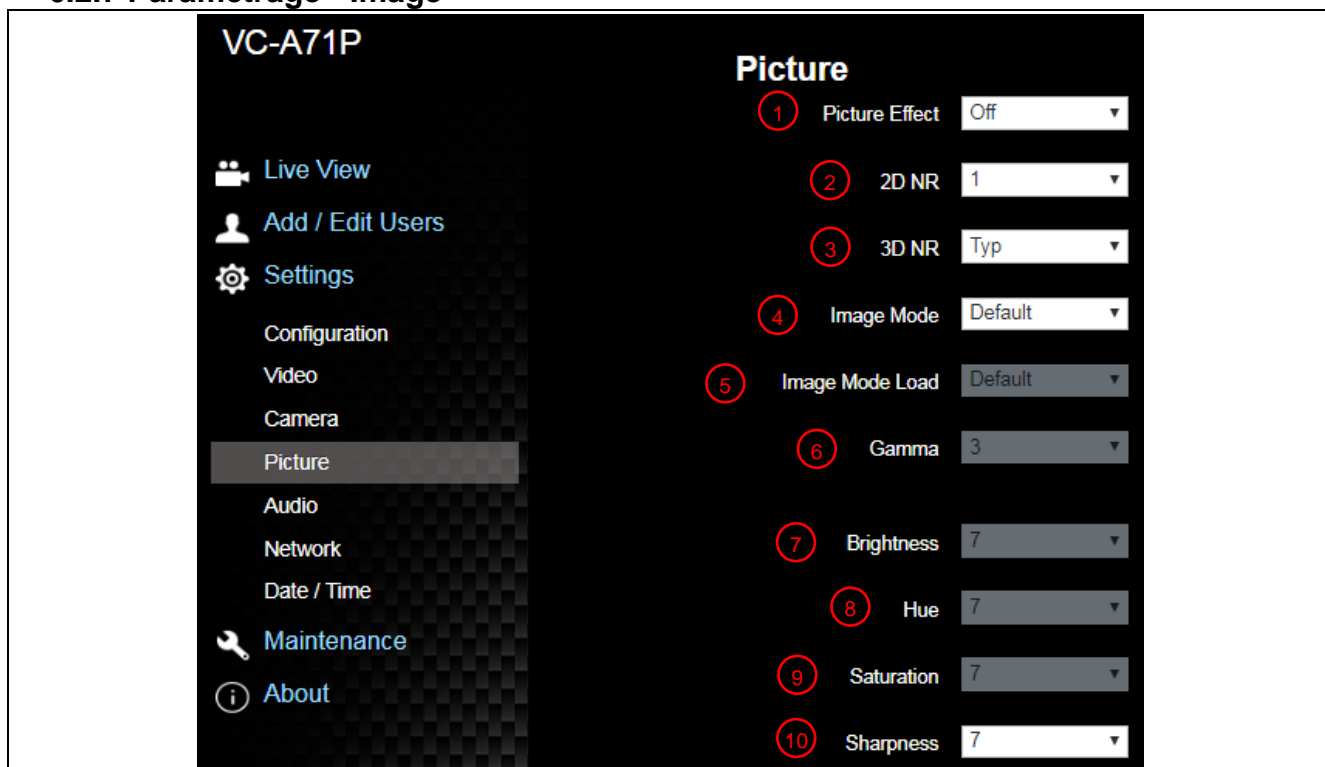 VC-A71P
Live View
Add / Edit Users
Settings
Configuration
Video
Camera
Picture
Audio
Network
Date / Time
Maintenance
About
Picture
1 Picture Effect Off
2 2D NR 1
3 3D NR Typ
4 Image Mode Default
5 Image Mode Load Default
6 Gamma 3
7 Brightness 7
8 Hue 7
9 Saturation 7
10 Sharpness 7